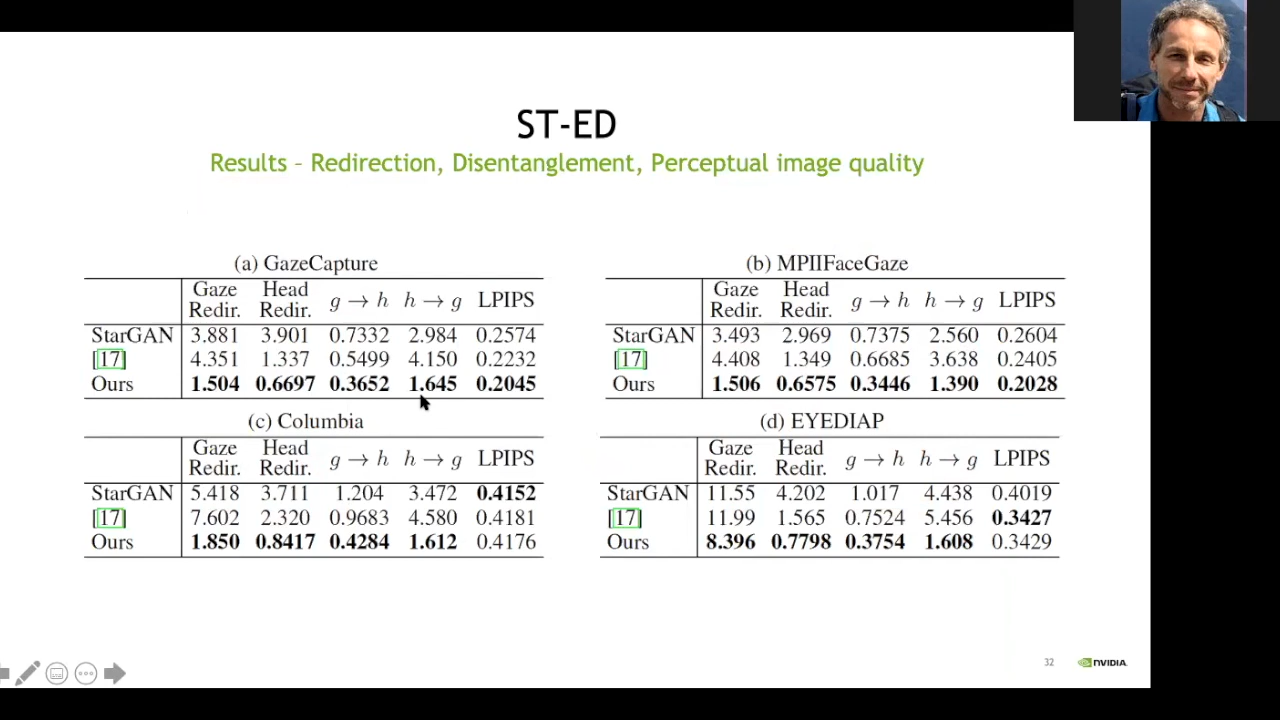 ST-ED
Results – Redirection, Disentanglement, Perceptual image quality
(a) GazeCapture
Gaze Redir. Head Redir. g → h h → g LPIPS
StarGAN 3.881 3.901 0.7332 2.984 0.2574
[17] 4.351 1.337 0.5499 4.150 0.2232
Ours 1.504 0.6697 0.3652 1.645 0.2045
(b) MPIIFaceGaze
Gaze Redir. Head Redir. g → h h → g LPIPS
StarGAN 3.493 2.969 0.7375 2.560 0.2604
[17] 4.408 1.349 0.6685 3.638 0.2405
Ours 1.506 0.6575 0.3446 1.390 0.2028
(c) Columbia
Gaze Redir. Head Redir. g → h h → g LPIPS
StarGAN 5.418 3.711 1.204 3.472 0.4152
[17] 7.602 2.320 0.9683 4.580 0.4181
Ours 1.850 0.8417 0.4284 1.612 0.4176
(d) EYEDIAP
Gaze Redir. Head Redir. g → h h → g LPIPS
StarGAN 11.55 4.202 1.017 4.438 0.4019
[17] 11.99 1.565 0.7524 5.456 0.3427
Ours 8.396 0.7798 0.3754 1.608 0.3429
32 NVIDIA.